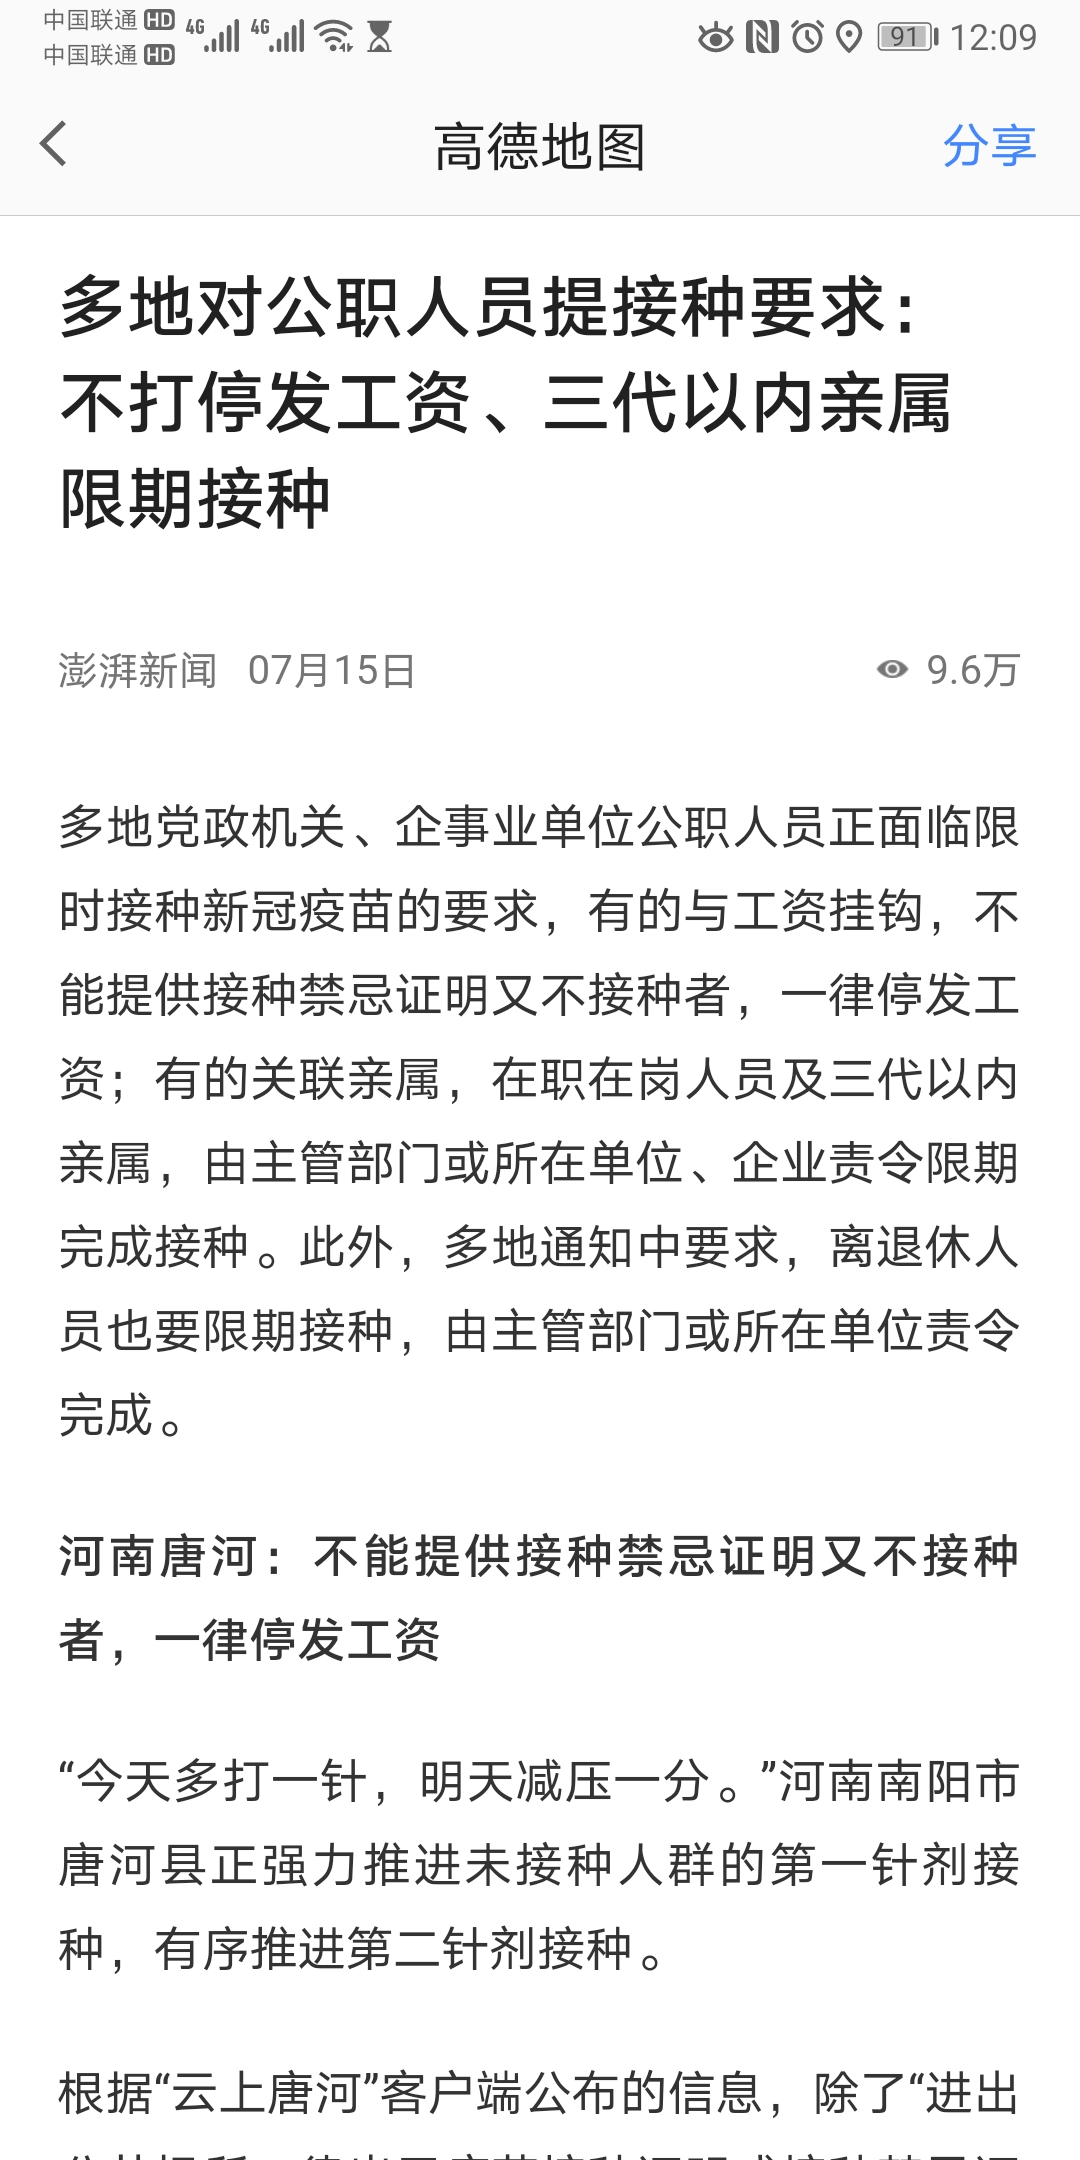 中国联通 HD 4G 4G 91 12:09
中国联通 HD
高德地图 分享
多地对公职人员提接种要求：
不打停发工资、三代以内亲属
限期接种
澎湃新闻 07月15日 9.6万
多地党政机关、企事业单位公职人员正面临限
时接种新冠疫苗的要求，有的与工资挂钩，不
能提供接种禁忌证明又不接种者，一律停发工
资；有的关联亲属，在职在岗人员及三代以内
亲属，由主管部门或所在单位、企业责令限期
完成接种。此外，多地通知中要求，离退休人
员也要限期接种，由主管部门或所在单位责令
完成。
河南唐河：不能提供接种禁忌证明又不接种
者，一律停发工资
“今天多打一针，明天减压一分。”河南南阳市
唐河县正强力推进未接种人群的第一针剂接
种，有序推进第二针剂接种。
根据“云上唐河”客户端公布的信息，除了“进出